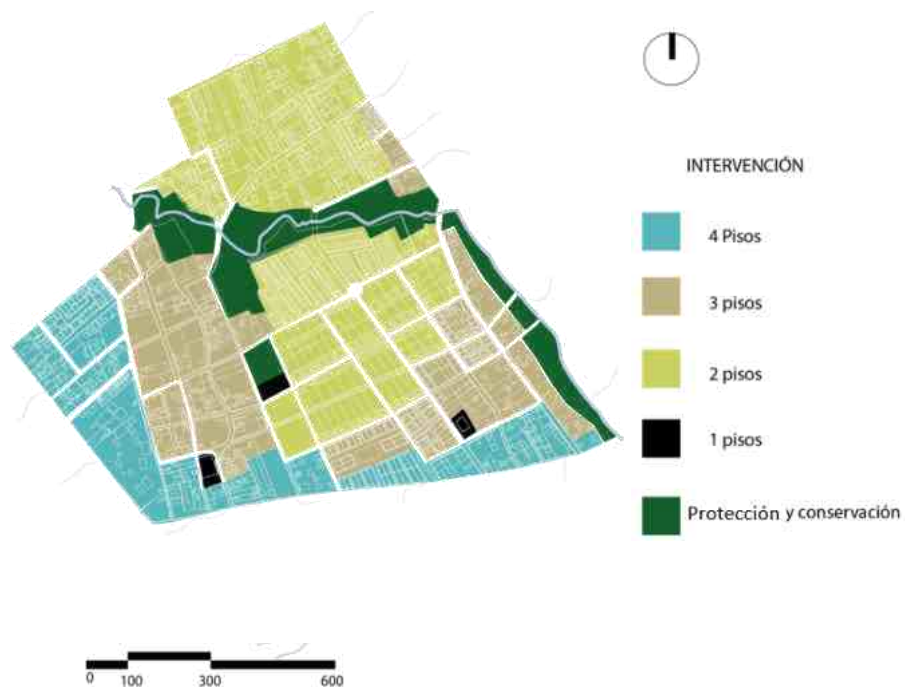 INTERVENCIÓN
4 Pisos
3 pisos
2 pisos
1 pisos
Protección y conservación
0 100 300 600